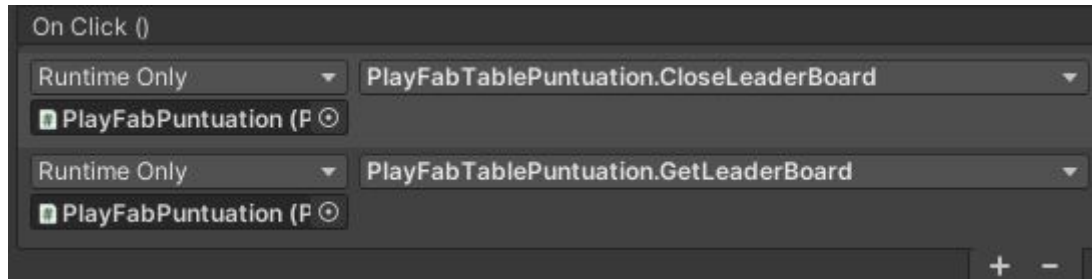 On Click ()
Runtime Only PlayFabTablePuntuation.CloseLeaderBoard
PlayFabPuntuation (P
Runtime Only PlayFabTablePuntuation.GetLeaderBoard
PlayFabPuntuation (P
+ -